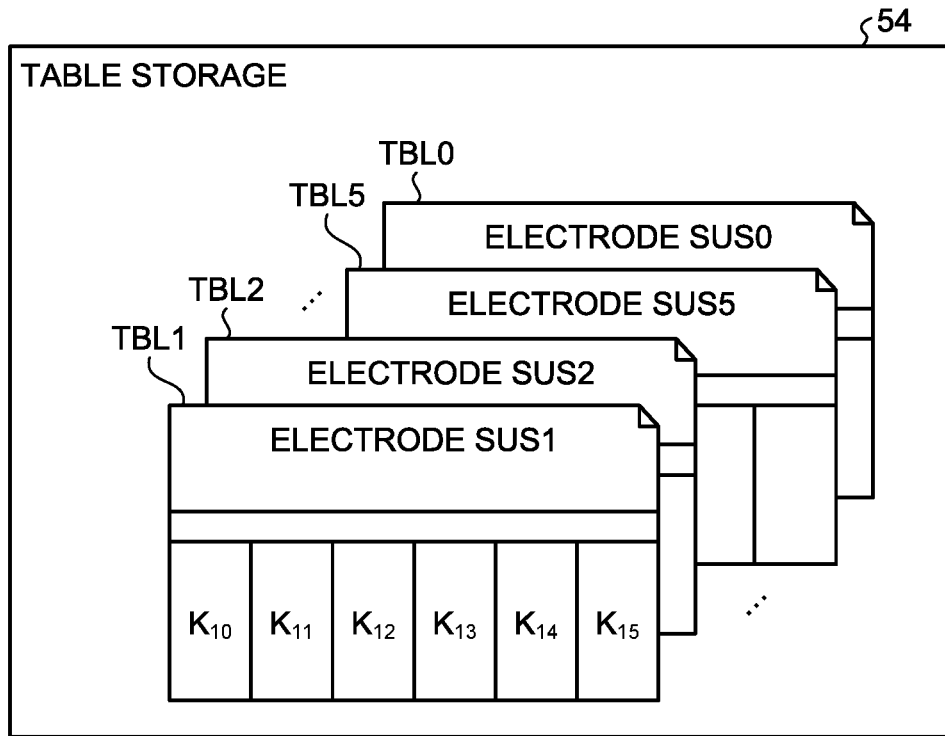 54
TABLE STORAGE
TBL0
TBL5
ELECTRODE SUS0
TBL2
ELECTRODE SUS5
TBL1
ELECTRODE SUS2
ELECTRODE SUS1
K₁₀ K₁₁ K₁₂ K₁₃ K₁₄ K₁₅